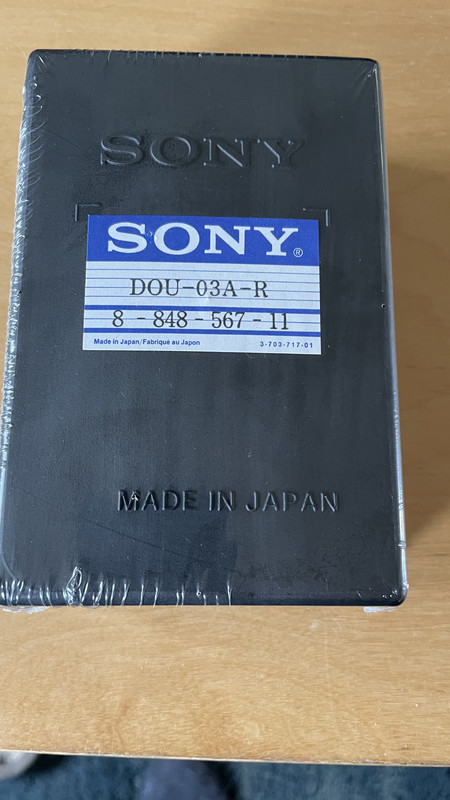 SONY
SONY®
DOU-03A-R
8 - 848 - 567 - 11
Made in Japan/Fabriqué au Japon 3-703-717-01
MADE IN JAPAN